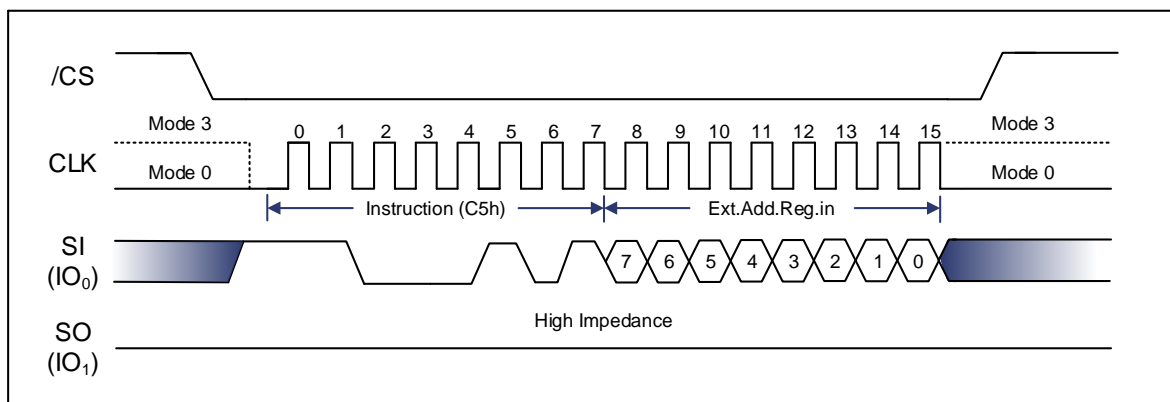 /CS
Mode 3
0 1 2 3 4 5 6 7 8 9 10 11 12 13 14 15
Mode 3
CLK
Mode 0
Mode 0
Instruction (C5h)
Ext.Add.Reg.in
SI
(IO0)
7 6 5 4 3 2 1 0
High Impedance
SO
(IO1)